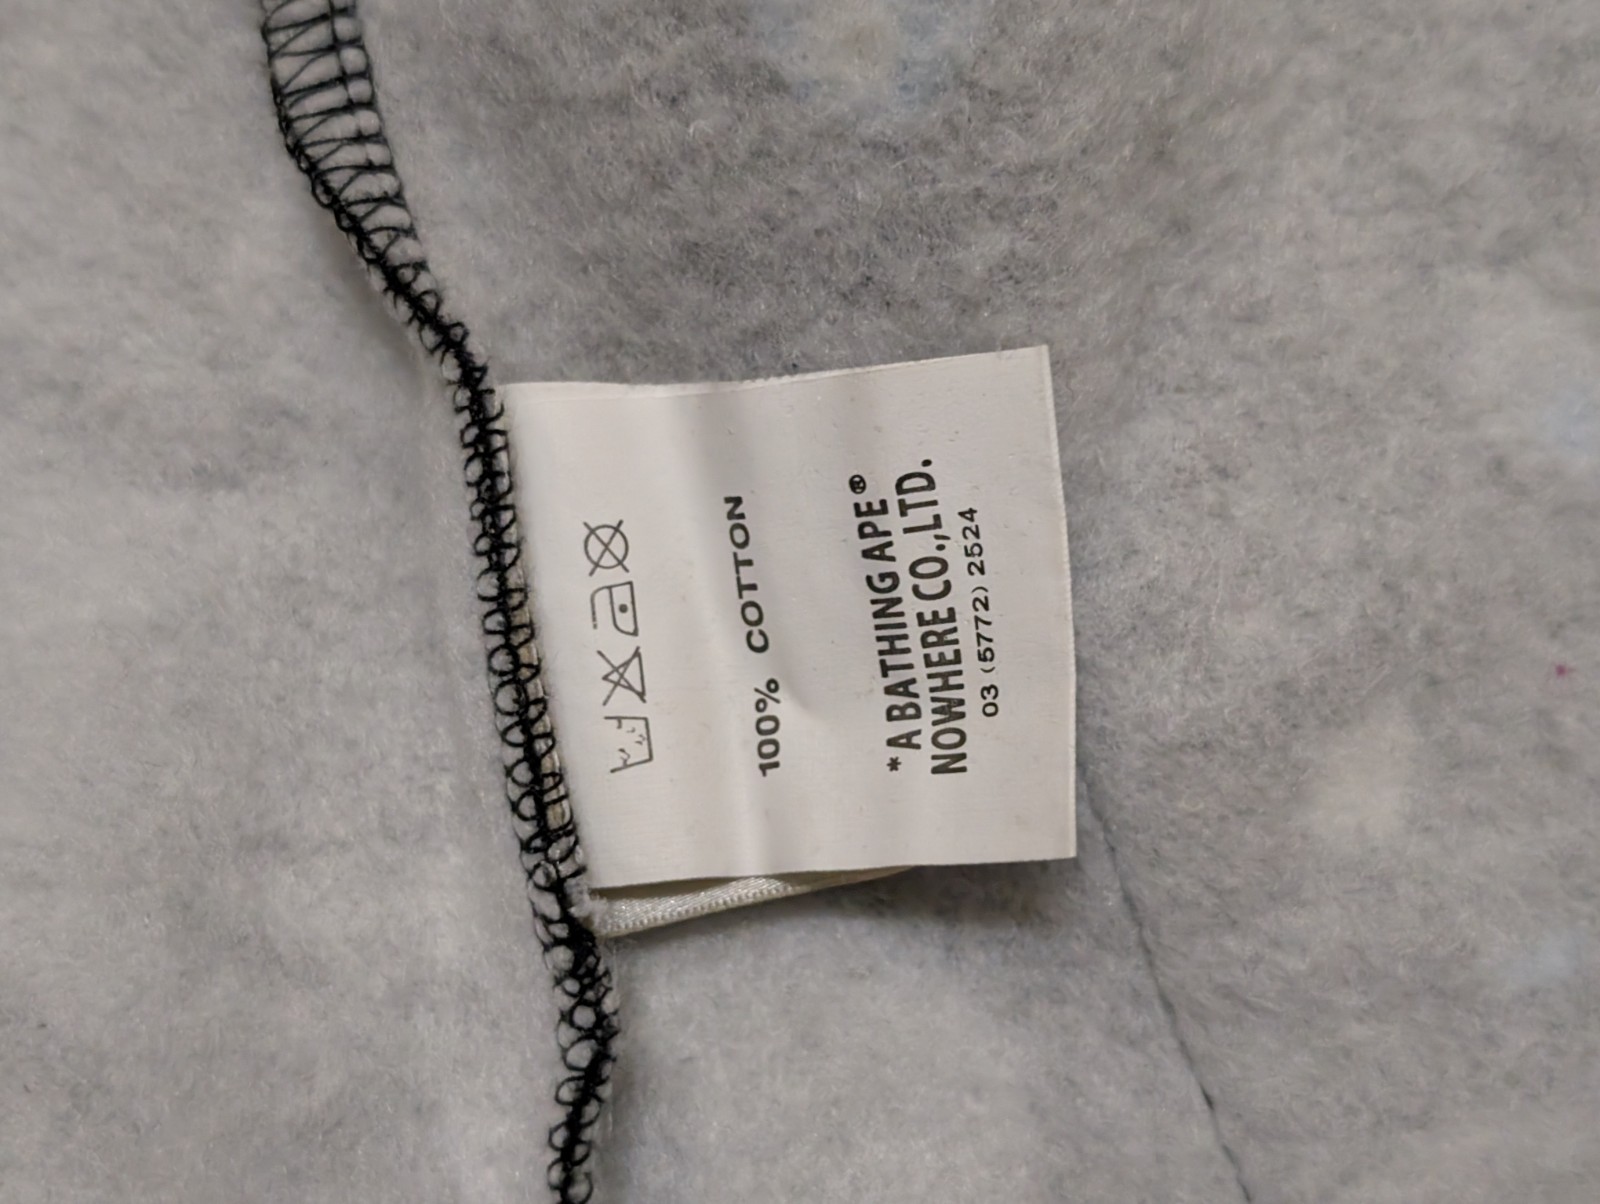 100% COTTON
*A BATHING APE®
NOWHERE CO.,LTD.
03 (5772) 2524